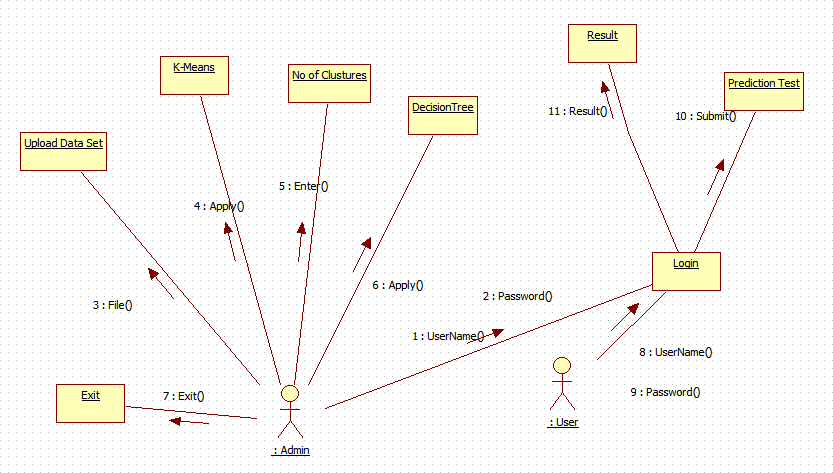 Result
K-Means
No of Clustures
Prediction Test
DecisionTree
11 : Result()
10 : Submit()
Upload Data Set
5 : Enter()
4 : Apply()
Login
6 : Apply()
2 : Password()
3 : File()
1 : UserName()
8 : UserName()
Exit
7 : Exit()
9 : Password()
: User
: Admin